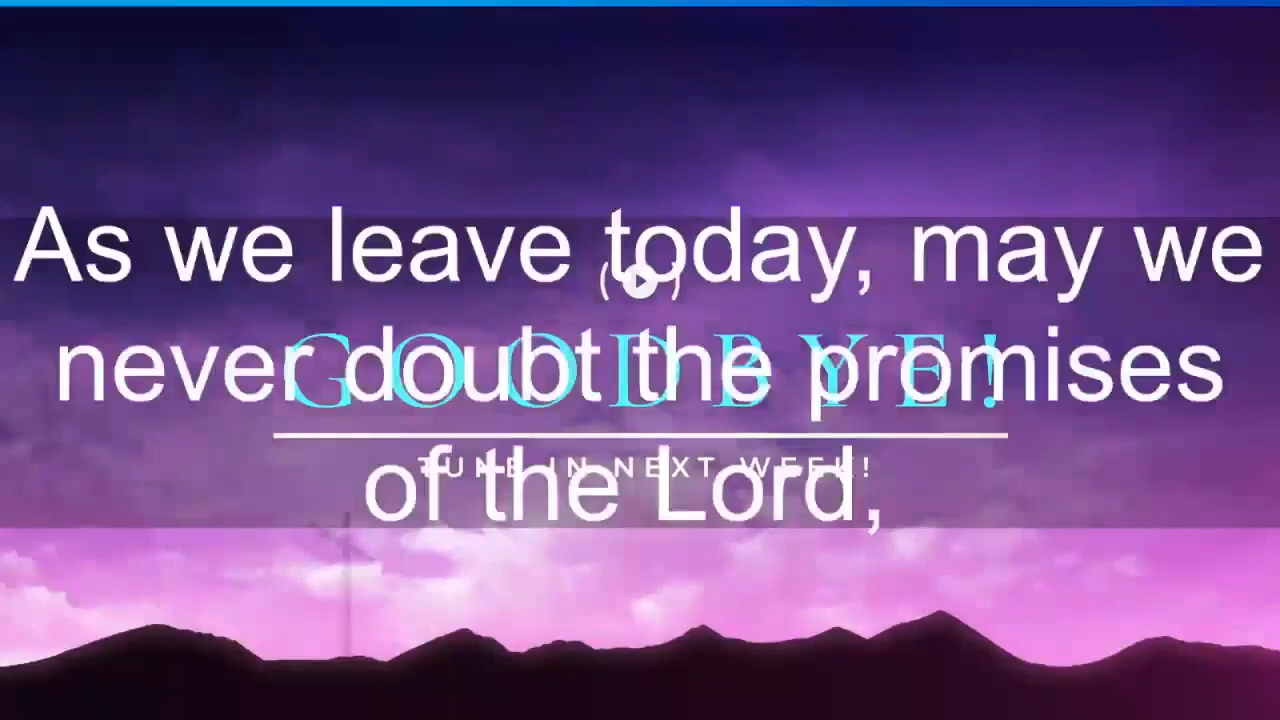 As we leave today, may we
never doubt the promises
of the Lord,
GOODBYE!
TUNE IN NEXT WEEK!